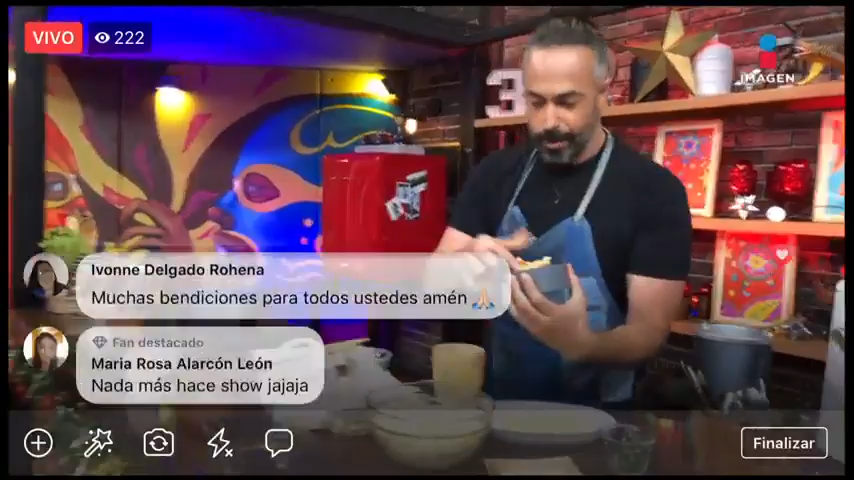 VIVO
222
3
IMAGEN
Ivonne Delgado Rohena
Muchas bendiciones para todos ustedes amén 🙏🏻
Fan destacado
Maria Rosa Alarcón León
Nada más hace show jajaja
Finalizar